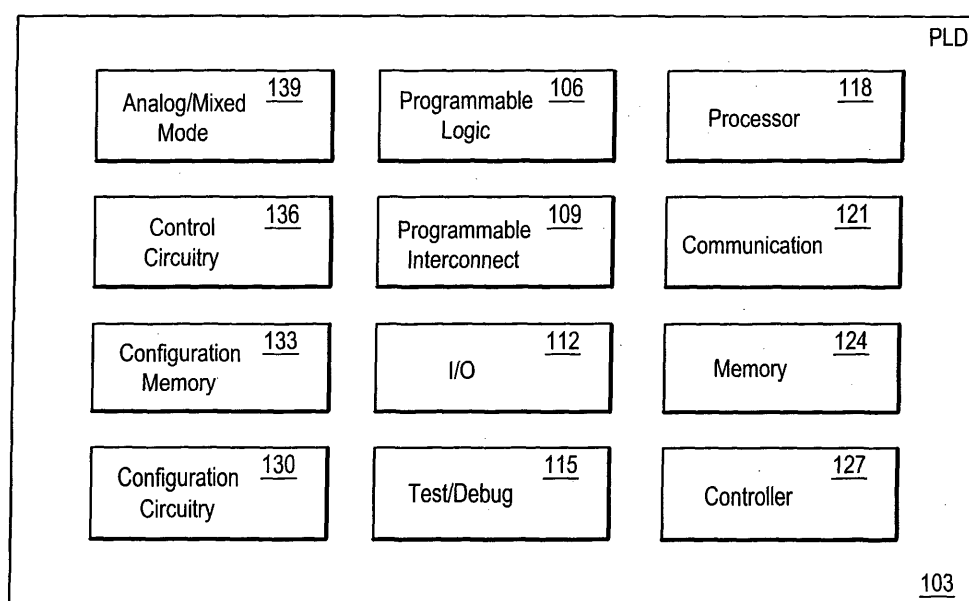 PLD
Analog/Mixed Mode 139
Programmable Logic 106
Processor 118
Control Circuitry 136
Programmable Interconnect 109
Communication 121
Configuration Memory 133
I/O 112
Memory 124
Configuration Circuitry 130
Test/Debug 115
Controller 127
103